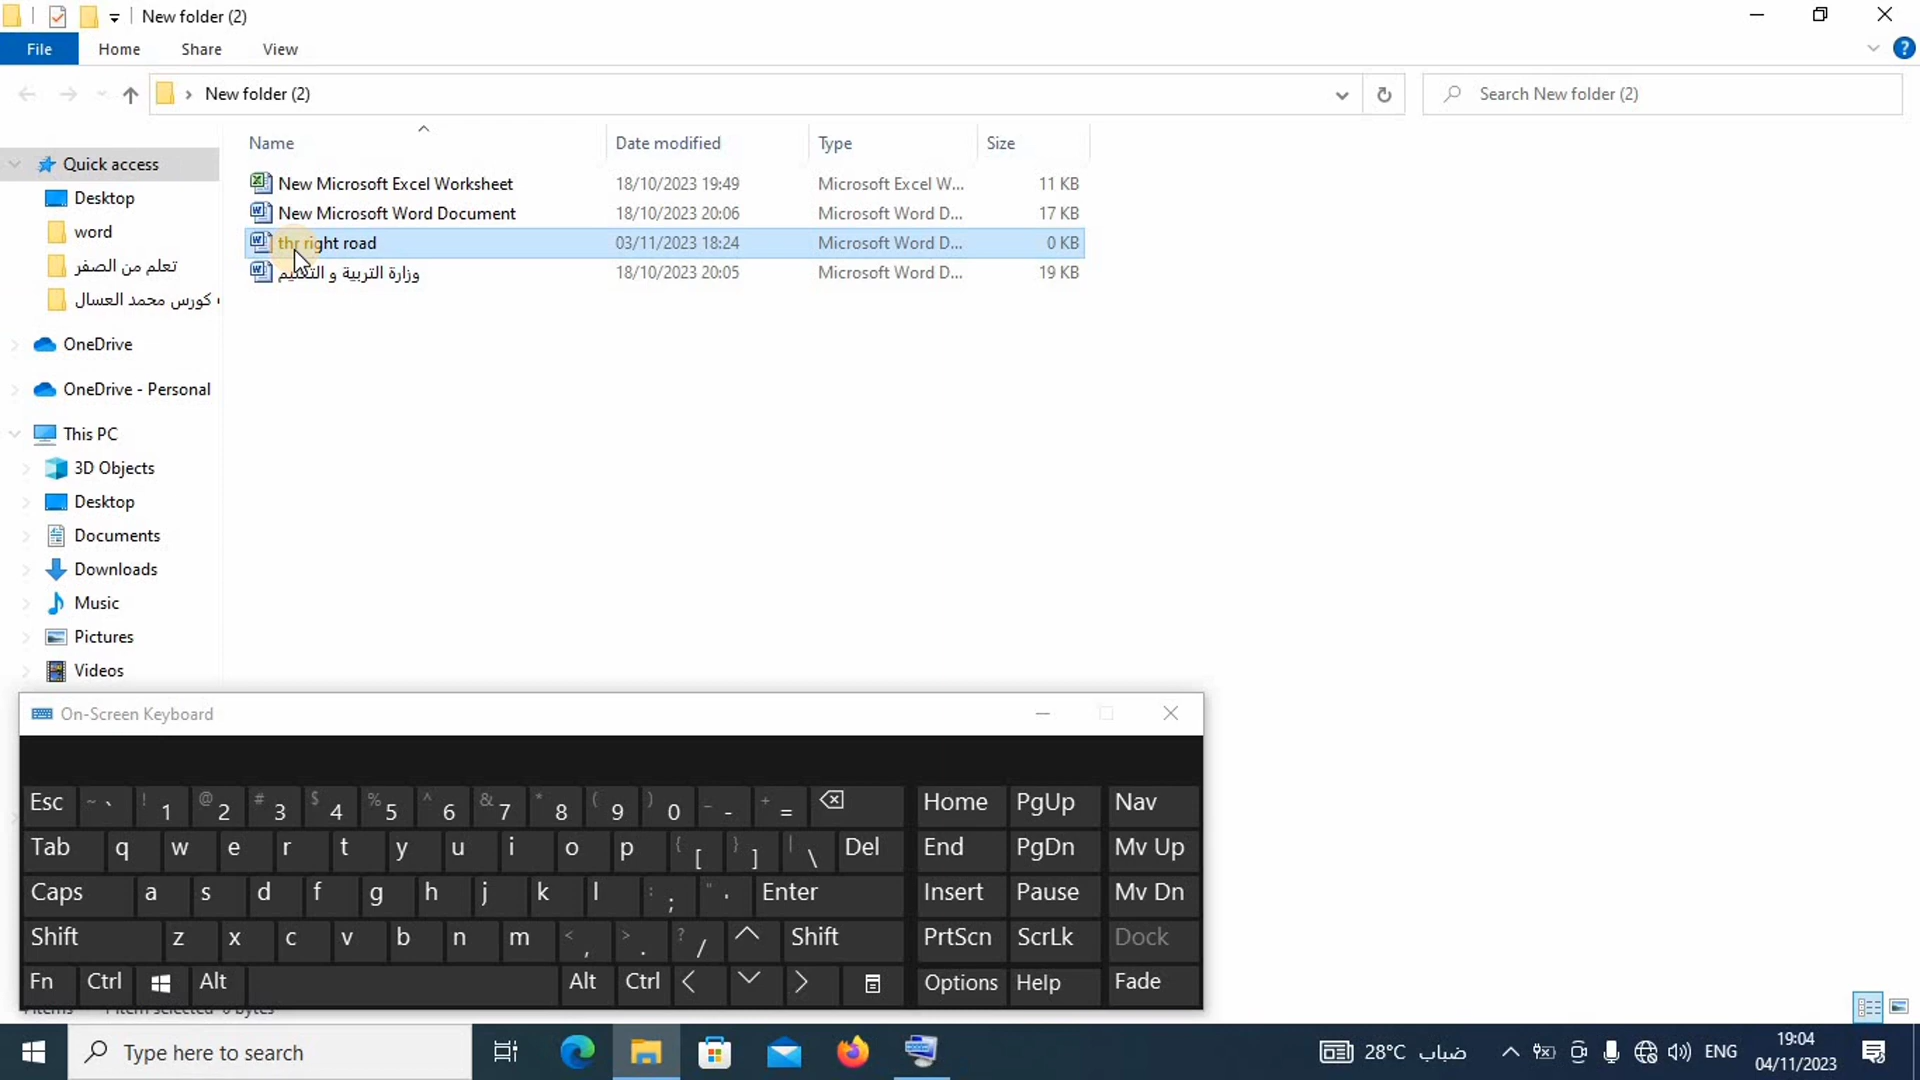 New folder (2)
File Home Share View
New folder (2)
Search New folder (2)
Name Date modified Type Size
Quick access
Desktop
word
تعلم من الصفر
كورس محمد العسال
OneDrive
OneDrive - Personal
This PC
3D Objects
Desktop
Documents
Downloads
Music
Pictures
Videos
New Microsoft Excel Worksheet 18/10/2023 19:49 Microsoft Excel W... 11 KB
New Microsoft Word Document 18/10/2023 20:06 Microsoft Word D... 17 KB
thr right road 03/11/2023 18:24 Microsoft Word D... 0 KB
وزارة التربية و التعليم 18/10/2023 20:05 Microsoft Word D... 19 KB
On-Screen Keyboard
Esc ~ ` ! 1 @ 2 # 3 $ 4 % 5 ^ 6 & 7 * 8 ( 9 ) 0 _ - + = Home PgUp Nav
Tab q w e r t y u i o p { [ } ] | \ Del End PgDn Mv Up
Caps a s d f g h j k l : ; " ' Enter Insert Pause Mv Dn
Shift z x c v b n m < , > . ? / Shift PrtScn ScrLk Dock
Fn Ctrl Alt Alt Ctrl Options Help Fade
Type here to search
28°C ضباب
ENG
19:04
04/11/2023